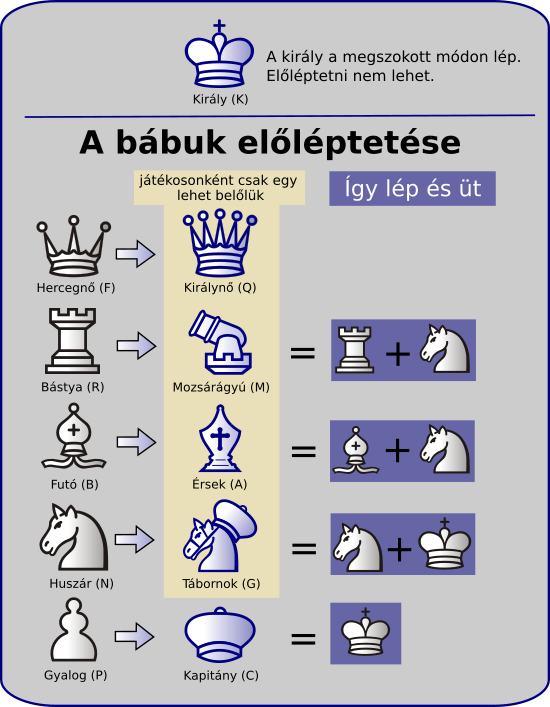 A király a megszokott módon lép.
Előléptetni nem lehet.
Király (K)
A bábuk előléptetése
játékosonként csak egy
lehet belőlük
Így lép és üt
Hercegnő (F)
Királynő (Q)
Bástya (R)
Mozsárágyú (M)
= +
Futó (B)
Érsek (A)
= +
Huszár (N)
Tábornok (G)
= +
Gyalog (P)
Kapitány (C)
=